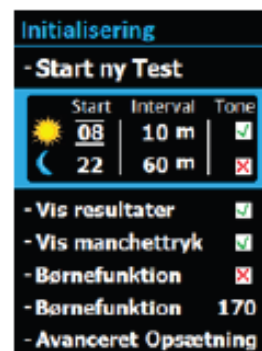 Initialisering
- Start ny Test
Start Interval Tone
08 10 m
22 60 m
- Vis resultater
- Vis manchettryk
- Børnefunktion
- Børnefunktion 170
- Avanceret Opsætning